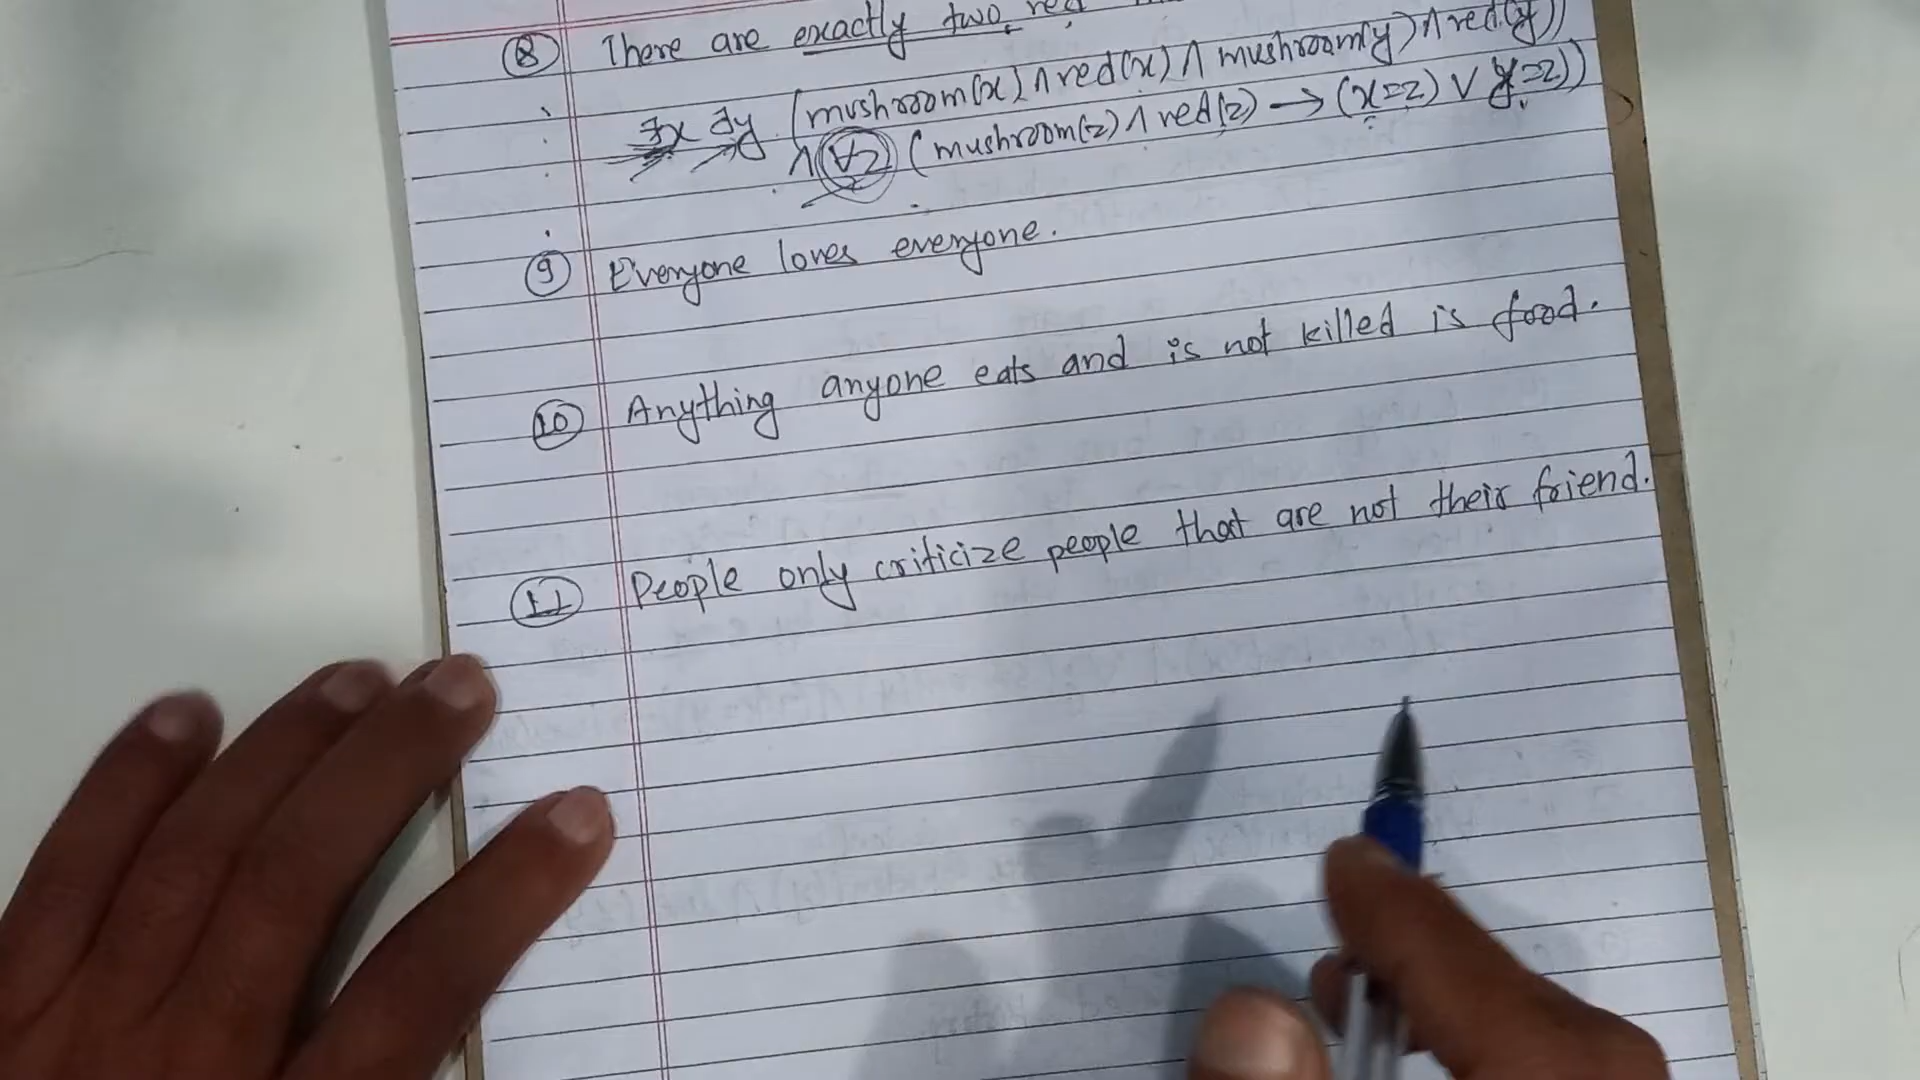 8 There are exactly two red
∃x ∃y (mushroom(x) ∧ red(x) ∧ mushroom(y) ∧ red(y))
∧ ∀z (mushroom(z) ∧ red(z) → (x=z) ∨ y=z))
9 Everyone loves everyone.
10 Anything anyone eats and is not killed is food.
11 People only criticize people that are not their friend.